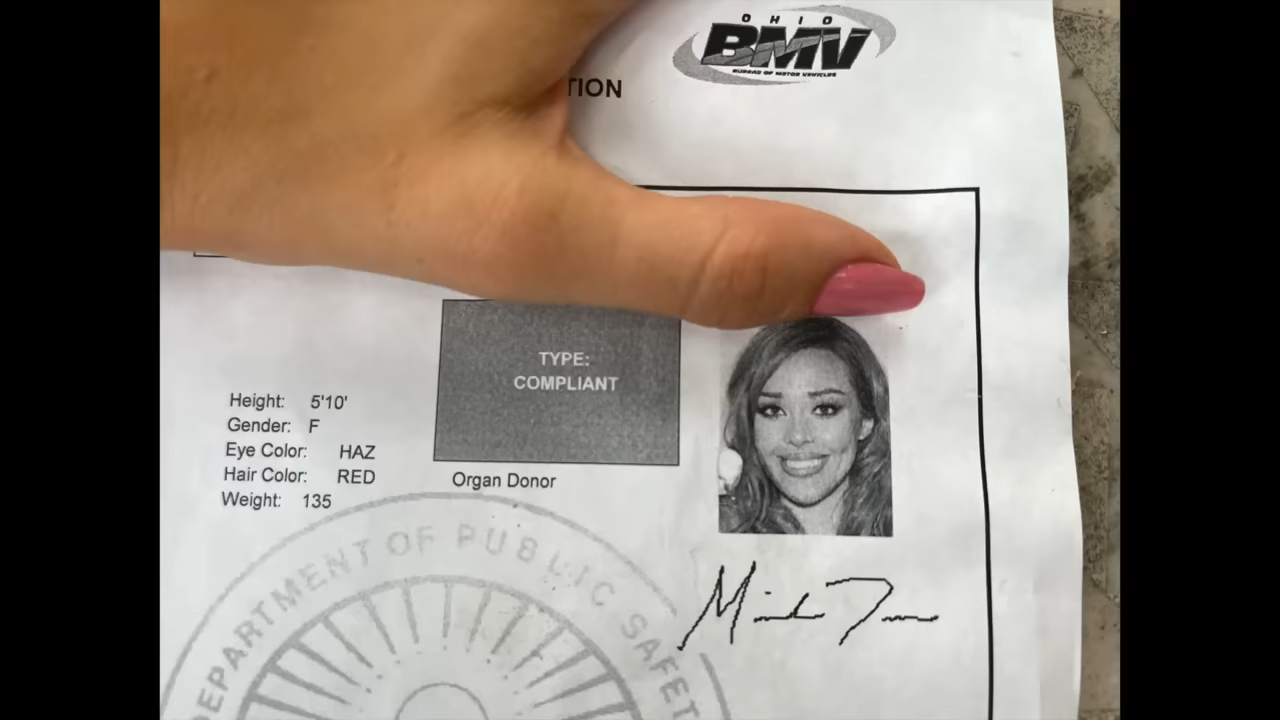 OHIO
BMV
BUREAU OF MOTOR VEHICLES
TION
TYPE:
COMPLIANT
Height: 5'10'
Gender: F
Eye Color: HAZ
Hair Color: RED
Weight: 135
Organ Donor
DEPARTMENT OF PUBLIC SAFET